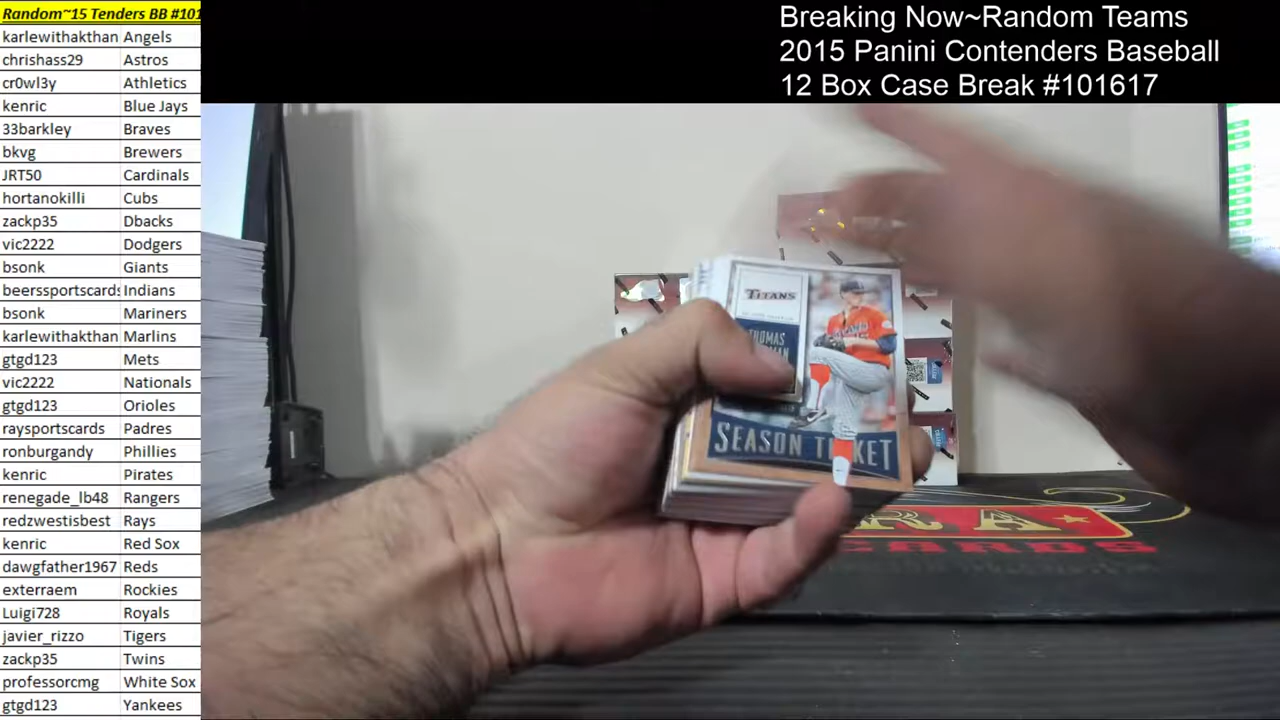 Random~15 Tenders BB #101
karlewithakthan Angels
chrishass29 Astros
cr0wl3y Athletics
kenric Blue Jays
33barkley Braves
bkvg Brewers
JRT50 Cardinals
hortanokilli Cubs
zackp35 Dbacks
vic2222 Dodgers
bsonk Giants
beerssportscards Indians
bsonk Mariners
karlewithakthan Marlins
gtgd123 Mets
vic2222 Nationals
gtgd123 Orioles
raysportscards Padres
ronburgandy Phillies
kenric Pirates
renegade_lb48 Rangers
redzwestisbest Rays
kenric Red Sox
dawgfather1967 Reds
exterraem Rockies
Luigi728 Royals
javier_rizzo Tigers
zackp35 Twins
professorcmg White Sox
gtgd123 Yankees
Breaking Now~Random Teams
2015 Panini Contenders Baseball
12 Box Case Break #101617
TITANS
THOMAS
SEASON TICKET